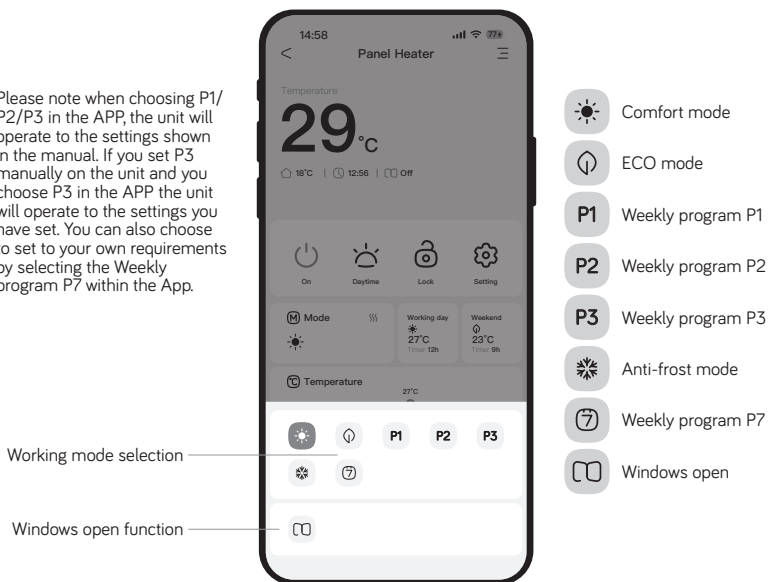 Please note when choosing P1/
P2/P3 in the APP, the unit will
operate to the settings shown
in the manual. If you set P3
manually on the unit and you
choose P3 in the APP the unit
will operate to the settings you
have set. You can also choose
to set to your own requirements
by selecting the Weekly
program P7 within the App.
14:58
77
Panel Heater
Temperature
29°C
18°C | 12:56 | Off
On Daytime Lock Setting
M Mode
Working day
27°C
Timer 12h
Weekend
23°C
Timer 9h
°C Temperature
27°C
P1 P2 P3
7
Working mode selection
Windows open function
Comfort mode
ECO mode
P1 Weekly program P1
P2 Weekly program P2
P3 Weekly program P3
Anti-frost mode
7 Weekly program P7
Windows open